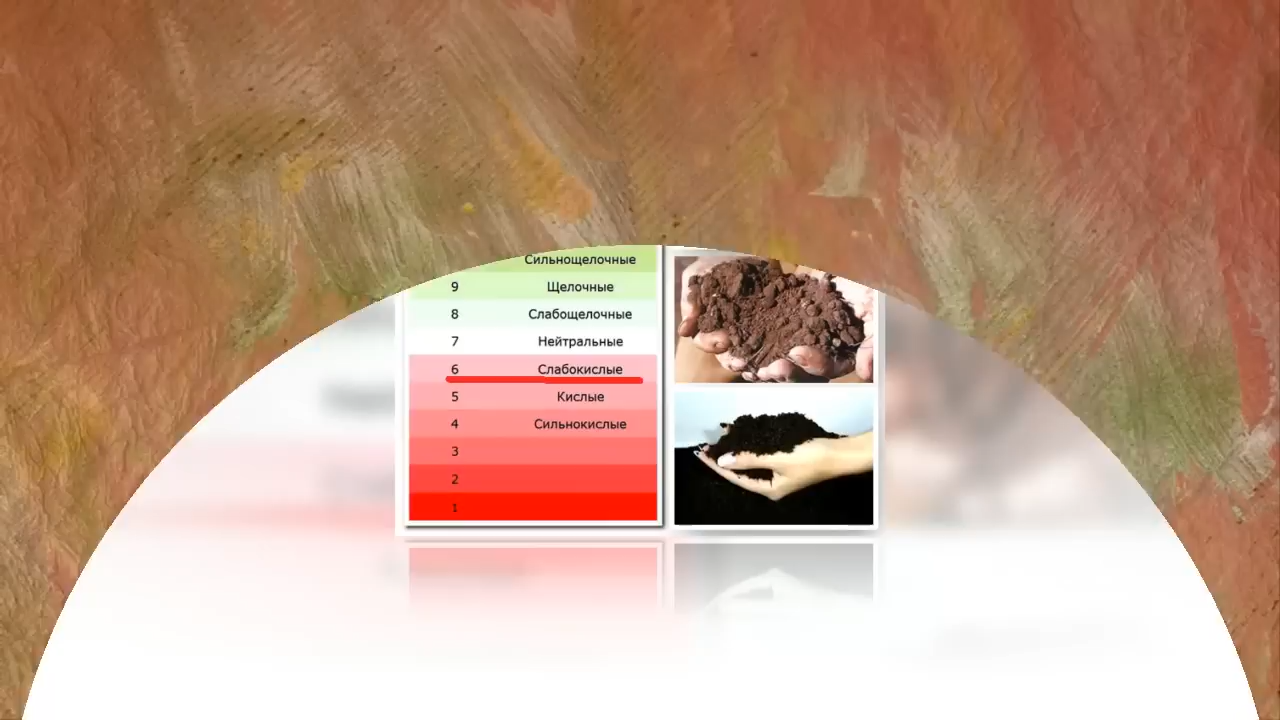 Сильнощелочные
9 Щелочные
8 Слабощелочные
7 Нейтральные
6 Слабокислые
5 Кислые
4 Сильнокислые
3
2
1